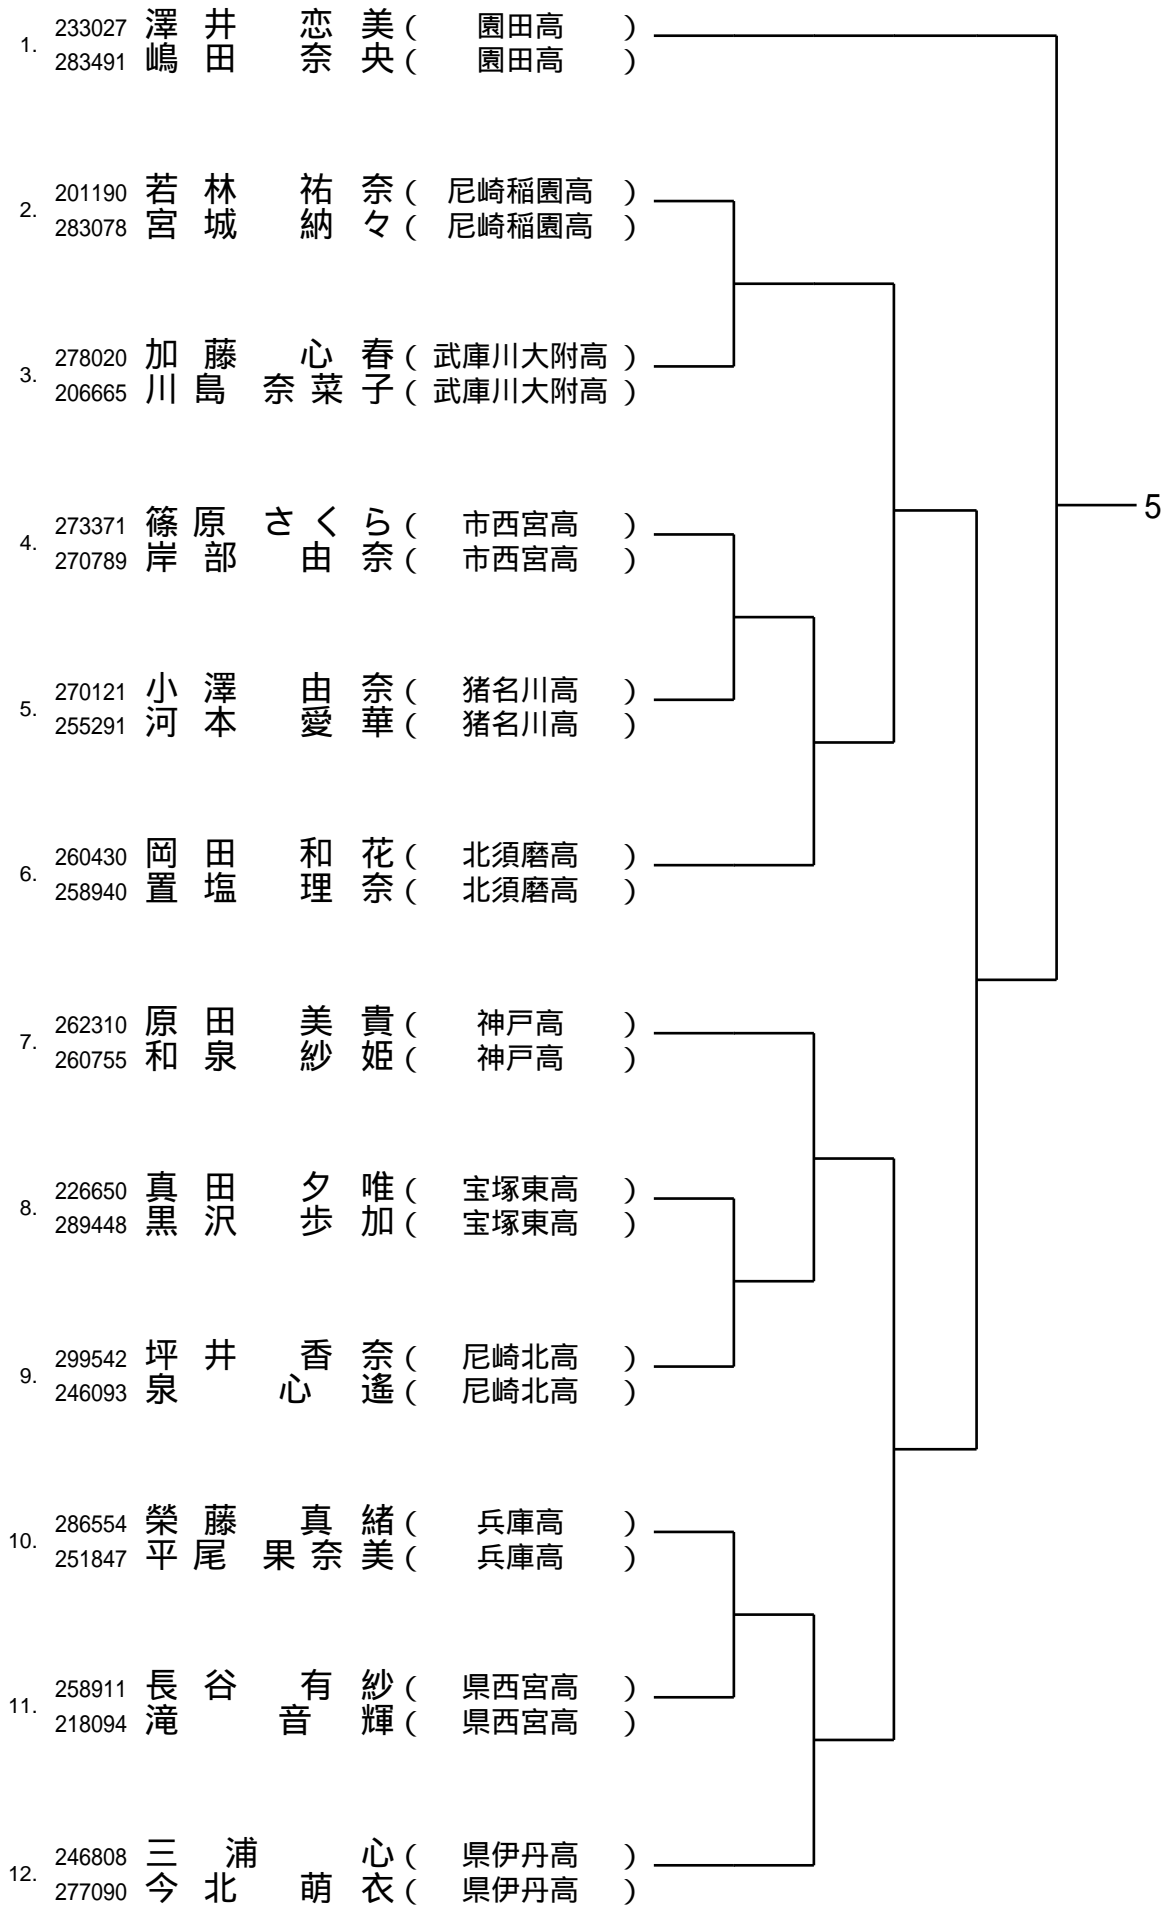 1. 233027 澤井 恋美 ( 園田高 )
283491 嶋田 奈央 ( 園田高 )
2. 201190 若林 祐奈 ( 尼崎稲園高 )
283078 宮城 納々 ( 尼崎稲園高 )
3. 278020 加藤 心春 ( 武庫川大附高 )
206665 川島 奈菜子 ( 武庫川大附高 )
4. 273371 篠原 さくら ( 市西宮高 )
270789 岸部 由奈 ( 市西宮高 )
5
5. 270121 小澤 由奈 ( 猪名川高 )
255291 河本 愛華 ( 猪名川高 )
6. 260430 岡田 和花 ( 北須磨高 )
258940 置塩 理奈 ( 北須磨高 )
7. 262310 原田 美貴 ( 神戸高 )
260755 和泉 紗姫 ( 神戸高 )
8. 226650 真田 夕唯 ( 宝塚東高 )
289448 黒沢 歩加 ( 宝塚東高 )
9. 299542 坪井 香奈 ( 尼崎北高 )
246093 泉 心遙 ( 尼崎北高 )
10. 286554 榮藤 真緒 ( 兵庫高 )
251847 平尾 果奈美 ( 兵庫高 )
11. 258911 長谷 有紗 ( 県西宮高 )
218094 滝 音輝 ( 県西宮高 )
12. 246808 三浦 心 ( 県伊丹高 )
277090 今北 萌衣 ( 県伊丹高 )